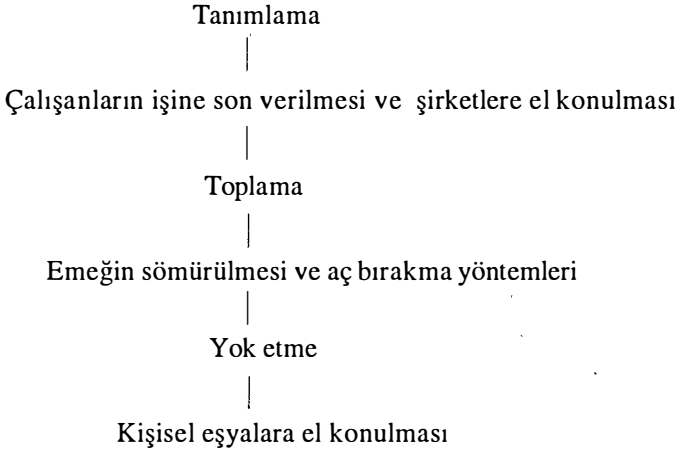 Tanımlama
Çalışanların işine son verilmesi ve şirketlere el konulması
Toplama
Emeğin sömürülmesi ve aç bırakma yöntemleri
Yok etme
Kişisel eşyalara el konulması